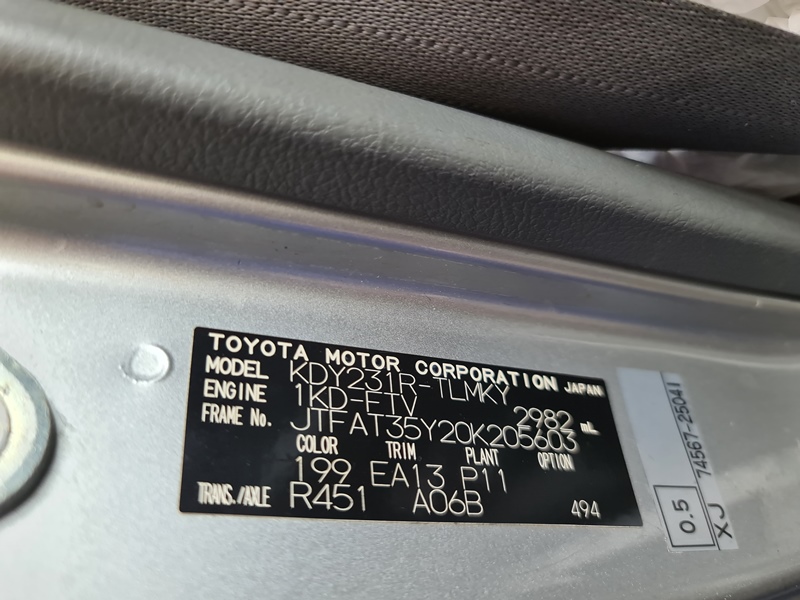 TOYOTA MOTOR CORPORATION JAPAN
MODEL KDY231R-TLMKY
ENGINE 1KD-FTV 2982 mL
FRAME No. JTFAT35Y20K205603
COLOR TRIM PLANT OPTION
199 EA13 P11
TRANS./AXLE R451 A06B 494
74567-25041
0.5 XJ